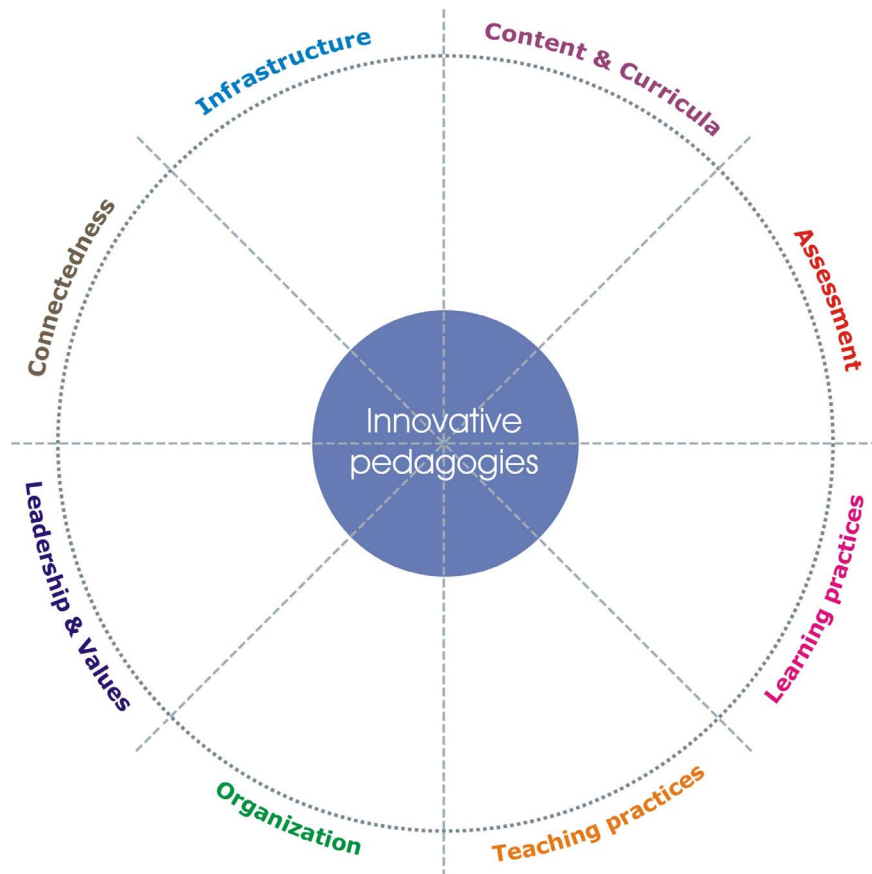 Infrastructure
Content & Curricula
Assessment
Learning practices
Teaching practices
Organization
Leadership & Values
Connectedness
Innovative
pedagogies